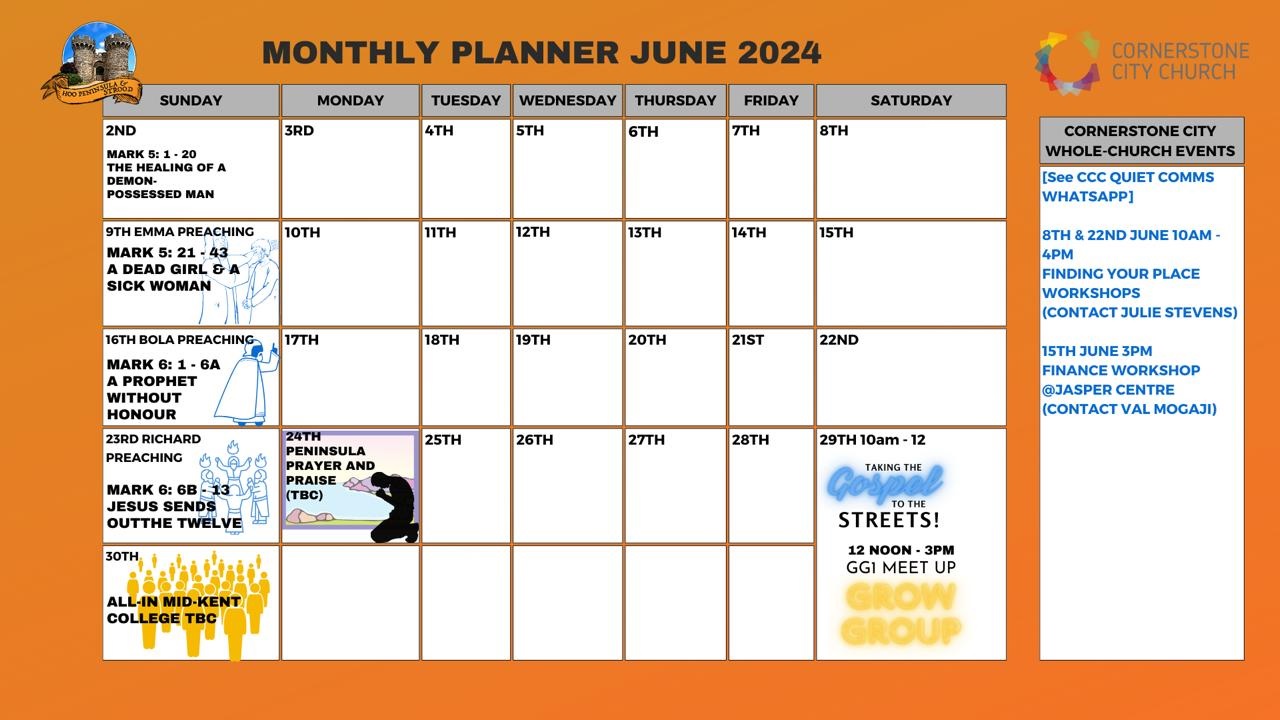 MONTHLY PLANNER JUNE 2024
HOO PENINSULA & STROOD
CORNERSTONE
CITY CHURCH
SUNDAY
MONDAY
TUESDAY
WEDNESDAY
THURSDAY
FRIDAY
SATURDAY
2ND
MARK 5: 1 - 20
THE HEALING OF A
DEMON-
POSSESSED MAN
3RD
4TH
5TH
6TH
7TH
8TH
9TH EMMA PREACHING
MARK 5: 21 - 43
A DEAD GIRL & A
SICK WOMAN
10TH
11TH
12TH
13TH
14TH
15TH
16TH BOLA PREACHING
MARK 6: 1 - 6A
A PROPHET
WITHOUT
HONOUR
17TH
18TH
19TH
20TH
21ST
22ND
23RD RICHARD
PREACHING
MARK 6: 6B - 13
JESUS SENDS
OUTTHE TWELVE
24TH
PENINSULA
PRAYER AND
PRAISE
(TBC)
25TH
26TH
27TH
28TH
29TH 10am - 12
TAKING THE
Gospel
TO THE
STREETS!
12 NOON - 3PM
GG1 MEET UP
GROW
GROUP
30TH
ALL-IN MID-KENT
COLLEGE TBC
CORNERSTONE CITY
WHOLE-CHURCH EVENTS
[See CCC QUIET COMMS
WHATSAPP]
8TH & 22ND JUNE 10AM -
4PM
FINDING YOUR PLACE
WORKSHOPS
(CONTACT JULIE STEVENS)
15TH JUNE 3PM
FINANCE WORKSHOP
@JASPER CENTRE
(CONTACT VAL MOGAJI)